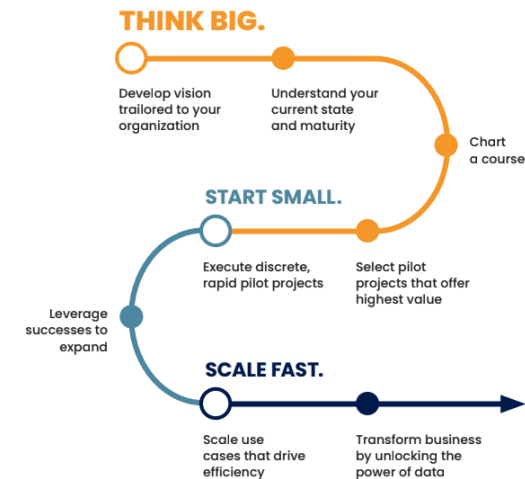 THINK BIG.
Develop vision
trailored to your
organization
Understand your
current state
and maturity
Chart
a course
START SMALL.
Execute discrete,
rapid pilot projects
Select pilot
projects that offer
highest value
Leverage
successes to
expand
SCALE FAST.
Scale use
cases that drive
efficiency
Transform business
by unlocking the
power of data